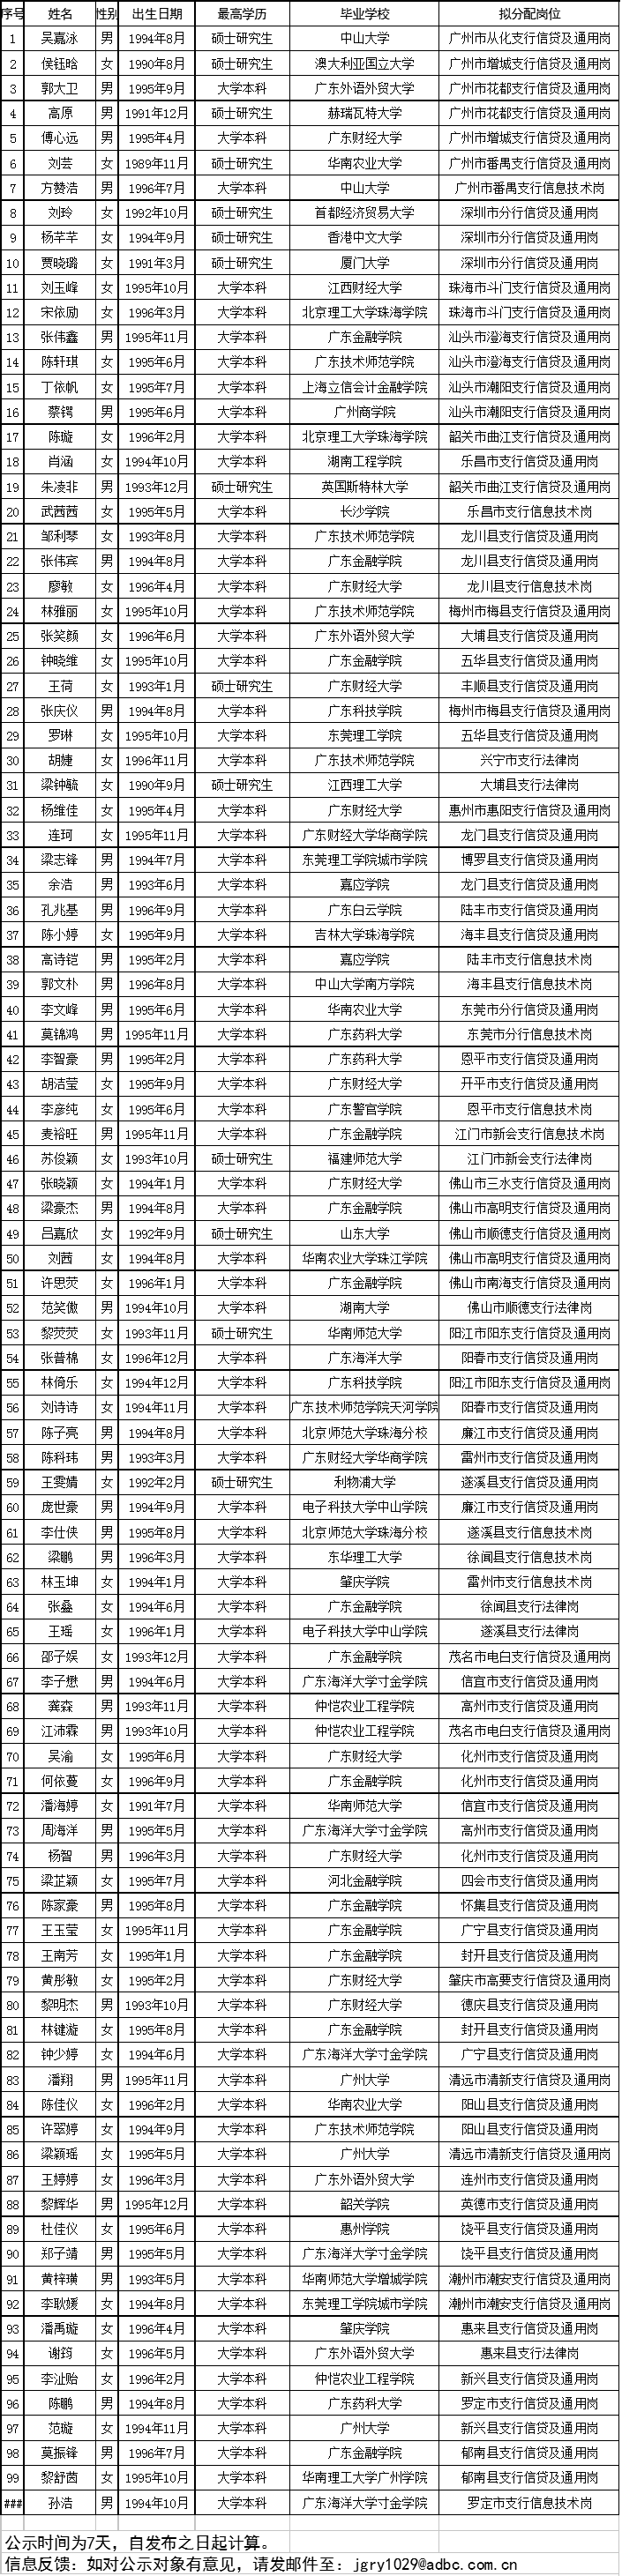 序号 姓名 性别 出生日期 最高学历 毕业学校 拟分配岗位
1 吴嘉泳 男 1994年8月 硕士研究生 中山大学 广州市从化支行信贷及通用岗
2 侯钰晗 女 1990年8月 硕士研究生 澳大利亚国立大学 广州市增城支行信贷及通用岗
3 郭大卫 男 1995年9月 大学本科 广东外语外贸大学 广州市花都支行信贷及通用岗
4 高原 男 1991年12月 硕士研究生 赫瑞瓦特大学 广州市花都支行信贷及通用岗
5 傅心远 男 1995年4月 大学本科 广东财经大学 广州市增城支行信贷及通用岗
6 刘芸 女 1989年11月 硕士研究生 华南农业大学 广州市番禺支行信贷及通用岗
7 方赞浩 男 1996年7月 大学本科 中山大学 广州市番禺支行信息技术岗
8 刘玲 女 1992年10月 硕士研究生 首都经济贸易大学 深圳市分行信贷及通用岗
9 杨芊芊 女 1994年9月 硕士研究生 香港中文大学 深圳市分行信贷及通用岗
10 贾晓璐 女 1991年3月 硕士研究生 厦门大学 深圳市分行信贷及通用岗
11 刘玉峰 女 1995年10月 大学本科 江西财经大学 珠海市斗门支行信贷及通用岗
12 宋依励 女 1996年3月 大学本科 北京理工大学珠海学院 珠海市斗门支行信贷及通用岗
13 张伟鑫 男 1995年11月 大学本科 广东金融学院 汕头市澄海支行信贷及通用岗
14 陈轩琪 女 1995年6月 大学本科 广东技术师范学院 汕头市澄海支行信贷及通用岗
15 丁依帆 女 1995年7月 大学本科 上海立信会计金融学院 汕头市潮阳支行信贷及通用岗
16 蔡锷 男 1995年6月 大学本科 广州商学院 汕头市潮阳支行信贷及通用岗
17 陈璇 女 1996年2月 大学本科 北京理工大学珠海学院 韶关市曲江支行信贷及通用岗
18 肖涵 女 1994年10月 大学本科 湖南工程学院 乐昌市支行信贷及通用岗
19 朱凌非 男 1993年12月 硕士研究生 英国斯特林大学 韶关市曲江支行信贷及通用岗
20 武茜茜 女 1995年5月 大学本科 长沙学院 乐昌市支行信息技术岗
21 邹利琴 女 1993年8月 大学本科 广东技术师范学院 龙川县支行信贷及通用岗
22 张伟宾 男 1994年8月 大学本科 广东金融学院 龙川县支行信贷及通用岗
23 廖敏 女 1996年4月 大学本科 广东财经大学 龙川县支行信息技术岗
24 林雅丽 女 1995年10月 大学本科 广东技术师范学院 梅州市梅县支行信贷及通用岗
25 张笑颜 女 1996年6月 大学本科 广东外语外贸大学 大埔县支行信贷及通用岗
26 钟晓维 女 1995年10月 大学本科 广东金融学院 五华县支行信贷及通用岗
27 王荷 女 1993年1月 硕士研究生 广东财经大学 丰顺县支行信贷及通用岗
28 张庆仪 男 1994年8月 大学本科 广东科技学院 梅州市梅县支行信贷及通用岗
29 罗琳 女 1995年10月 大学本科 东莞理工学院 五华县支行信贷及通用岗
30 胡婕 女 1996年11月 大学本科 广东技术师范学院 兴宁市支行法律岗
31 梁钟毓 女 1990年9月 硕士研究生 江西理工大学 大埔县支行法律岗
32 杨维佳 女 1995年4月 大学本科 广东财经大学 惠州市惠阳支行信贷及通用岗
33 连珂 女 1995年11月 大学本科 广东财经大学华商学院 龙门县支行信贷及通用岗
34 梁志锋 男 1994年7月 大学本科 东莞理工学院城市学院 博罗县支行信贷及通用岗
35 余浩 男 1993年6月 大学本科 嘉应学院 龙门县支行信贷及通用岗
36 孔兆基 男 1996年9月 大学本科 广东白云学院 陆丰市支行信贷及通用岗
37 陈小婷 女 1995年9月 大学本科 吉林大学珠海学院 海丰县支行信贷及通用岗
38 高诗铠 男 1995年2月 大学本科 嘉应学院 陆丰市支行信息技术岗
39 郭文朴 男 1996年8月 大学本科 中山大学南方学院 海丰县支行信息技术岗
40 李文峰 男 1995年6月 大学本科 华南农业大学 东莞市分行信贷及通用岗
41 莫锦鸿 男 1995年11月 大学本科 广东药科大学 东莞市分行信息技术岗
42 李智豪 男 1995年2月 大学本科 广东药科大学 恩平市支行信贷及通用岗
43 胡洁莹 女 1995年9月 大学本科 广东财经大学 开平市支行信贷及通用岗
44 李彦纯 女 1995年6月 大学本科 广东警官学院 恩平市支行信息技术岗
45 麦裕旺 男 1995年11月 大学本科 广东金融学院 江门市新会支行信息技术岗
46 苏俊颖 女 1993年10月 硕士研究生 福建师范大学 江门市新会支行法律岗
47 张晓颖 女 1994年1月 大学本科 广东财经大学 佛山市三水支行信贷及通用岗
48 梁豪杰 男 1994年8月 大学本科 广东金融学院 佛山市高明支行信贷及通用岗
49 吕嘉欣 女 1992年9月 硕士研究生 山东大学 佛山市顺德支行信贷及通用岗
50 刘茜 女 1994年8月 大学本科 华南农业大学珠江学院 佛山市高明支行信贷及通用岗
51 许思荧 女 1996年1月 大学本科 广东金融学院 佛山市南海支行信贷及通用岗
52 范笑傲 男 1994年10月 大学本科 湖南大学 佛山市顺德支行法律岗
53 黎荧荧 女 1993年11月 硕士研究生 华南师范大学 阳江市阳东支行信贷及通用岗
54 张普棉 女 1996年12月 大学本科 广东海洋大学 阳春市支行信贷及通用岗
55 林倚乐 女 1994年12月 大学本科 广东科技学院 阳江市阳东支行信贷及通用岗
56 刘诗诗 女 1994年11月 大学本科 广东技术师范学院天河学院 阳春市支行信贷及通用岗
57 陈子亮 男 1994年8月 大学本科 北京师范大学珠海分校 廉江市支行信贷及通用岗
58 陈科玮 男 1993年3月 大学本科 广东财经大学华商学院 雷州市支行信贷及通用岗
59 王雯婧 女 1992年2月 硕士研究生 利物浦大学 遂溪县支行信贷及通用岗
60 庞世豪 男 1994年9月 大学本科 电子科技大学中山学院 廉江市支行信贷及通用岗
61 李仕侠 男 1995年8月 大学本科 北京师范大学珠海分校 遂溪县支行信息技术岗
62 梁鹏 男 1996年3月 大学本科 东华理工大学 徐闻县支行信息技术岗
63 林玉坤 女 1994年1月 大学本科 肇庆学院 雷州市支行信息技术岗
64 张叠 女 1994年6月 大学本科 广东金融学院 徐闻县支行法律岗
65 王瑶 女 1996年1月 大学本科 电子科技大学中山学院 遂溪县支行法律岗
66 邵子娱 女 1993年12月 大学本科 广东金融学院 茂名市电白支行信贷及通用岗
67 李子懋 男 1994年6月 大学本科 广东海洋大学寸金学院 信宜市支行信贷及通用岗
68 龚森 男 1993年11月 大学本科 仲恺农业工程学院 高州市支行信贷及通用岗
69 江沛霖 男 1993年10月 大学本科 仲恺农业工程学院 茂名市电白支行信贷及通用岗
70 吴渝 女 1995年6月 大学本科 广东财经大学 化州市支行信贷及通用岗
71 何依蔓 女 1996年9月 大学本科 广东金融学院 化州市支行信贷及通用岗
72 潘海婷 女 1991年7月 大学本科 华南师范大学 信宜市支行信贷及通用岗
73 周海洋 男 1995年5月 大学本科 广东海洋大学寸金学院 高州市支行信贷及通用岗
74 杨智 男 1996年3月 大学本科 广东财经大学 化州市支行信贷及通用岗
75 梁芷颖 女 1995年7月 大学本科 河北金融学院 四会市支行信贷及通用岗
76 陈家豪 男 1995年8月 大学本科 广东金融学院 怀集县支行信贷及通用岗
77 王玉莹 女 1995年11月 大学本科 广东金融学院 广宁县支行信贷及通用岗
78 王南芳 女 1995年1月 大学本科 广东金融学院 封开县支行信贷及通用岗
79 黄彤敏 女 1995年2月 大学本科 广东财经大学 肇庆市高要支行信贷及通用岗
80 黎明杰 男 1993年10月 大学本科 广东财经大学 德庆县支行信贷及通用岗
81 林毽漩 女 1995年8月 大学本科 广东金融学院 封开县支行信贷及通用岗
82 钟少婷 女 1994年6月 大学本科 广东海洋大学寸金学院 广宁县支行信贷及通用岗
83 潘翔 男 1995年11月 大学本科 广州大学 清远市清新支行信贷及通用岗
84 陈佳仪 女 1996年2月 大学本科 华南农业大学 阳山县支行信贷及通用岗
85 许翠婷 女 1994年9月 大学本科 广东技术师范学院 阳山县支行信贷及通用岗
86 梁颖瑶 女 1995年5月 大学本科 广州大学 清远市清新支行信贷及通用岗
87 王婷婷 女 1996年3月 大学本科 广东外语外贸大学 连州市支行信贷及通用岗
88 黎辉华 男 1995年12月 大学本科 韶关学院 英德市支行信贷及通用岗
89 杜佳仪 女 1995年6月 大学本科 惠州学院 饶平县支行信贷及通用岗
90 郑子靖 男 1995年5月 大学本科 广东海洋大学寸金学院 饶平县支行信贷及通用岗
91 黄梓璜 男 1993年5月 大学本科 华南师范大学增城学院 潮州市潮安支行信贷及通用岗
92 李耿媛 女 1994年8月 大学本科 东莞理工学院城市学院 潮州市潮安支行信贷及通用岗
93 潘禹璇 女 1996年4月 大学本科 肇庆学院 惠来县支行信贷及通用岗
94 谢筠 女 1996年5月 大学本科 广东外语外贸大学 惠来县支行法律岗
95 李沚贻 女 1996年2月 大学本科 仲恺农业工程学院 新兴县支行信贷及通用岗
96 陈鹏 男 1994年8月 大学本科 广东药科大学 罗定市支行信贷及通用岗
97 范璇 女 1994年11月 大学本科 广州大学 新兴县支行信贷及通用岗
98 莫振锋 男 1996年7月 大学本科 广东金融学院 郁南县支行信贷及通用岗
99 黎舒茵 女 1995年10月 大学本科 华南理工大学广州学院 郁南县支行信贷及通用岗
### 孙浩 男 1994年10月 大学本科 广东海洋大学寸金学院 罗定市支行信息技术岗
公示时间为7天，自发布之日起计算。
信息反馈：如对公示对象有意见，请发邮件至：jgry1029@adbc.com.cn